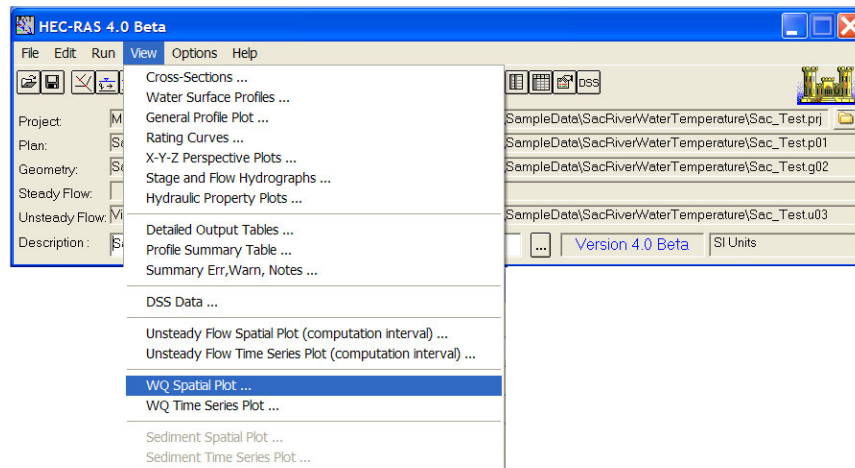 HEC-RAS 4.0 Beta
File Edit Run View Options Help
DSS
Project:
SampleData\SacRiverWaterTemperature\Sac_Test.prj
Plan:
SampleData\SacRiverWaterTemperature\Sac_Test.p01
Geometry:
SampleData\SacRiverWaterTemperature\Sac_Test.g02
Steady Flow:
Unsteady Flow:
SampleData\SacRiverWaterTemperature\Sac_Test.u03
Description :
...
Version 4.0 Beta
SI Units
Cross-Sections ...
Water Surface Profiles ...
General Profile Plot ...
Rating Curves ...
X-Y-Z Perspective Plots ...
Stage and Flow Hydrographs ...
Hydraulic Property Plots ...
Detailed Output Tables ...
Profile Summary Table ...
Summary Err,Warn, Notes ...
DSS Data ...
Unsteady Flow Spatial Plot (computation interval) ...
Unsteady Flow Time Series Plot (computation interval) ...
WQ Spatial Plot ...
WQ Time Series Plot ...
Sediment Spatial Plot ...
Sediment Time Series Plot ...